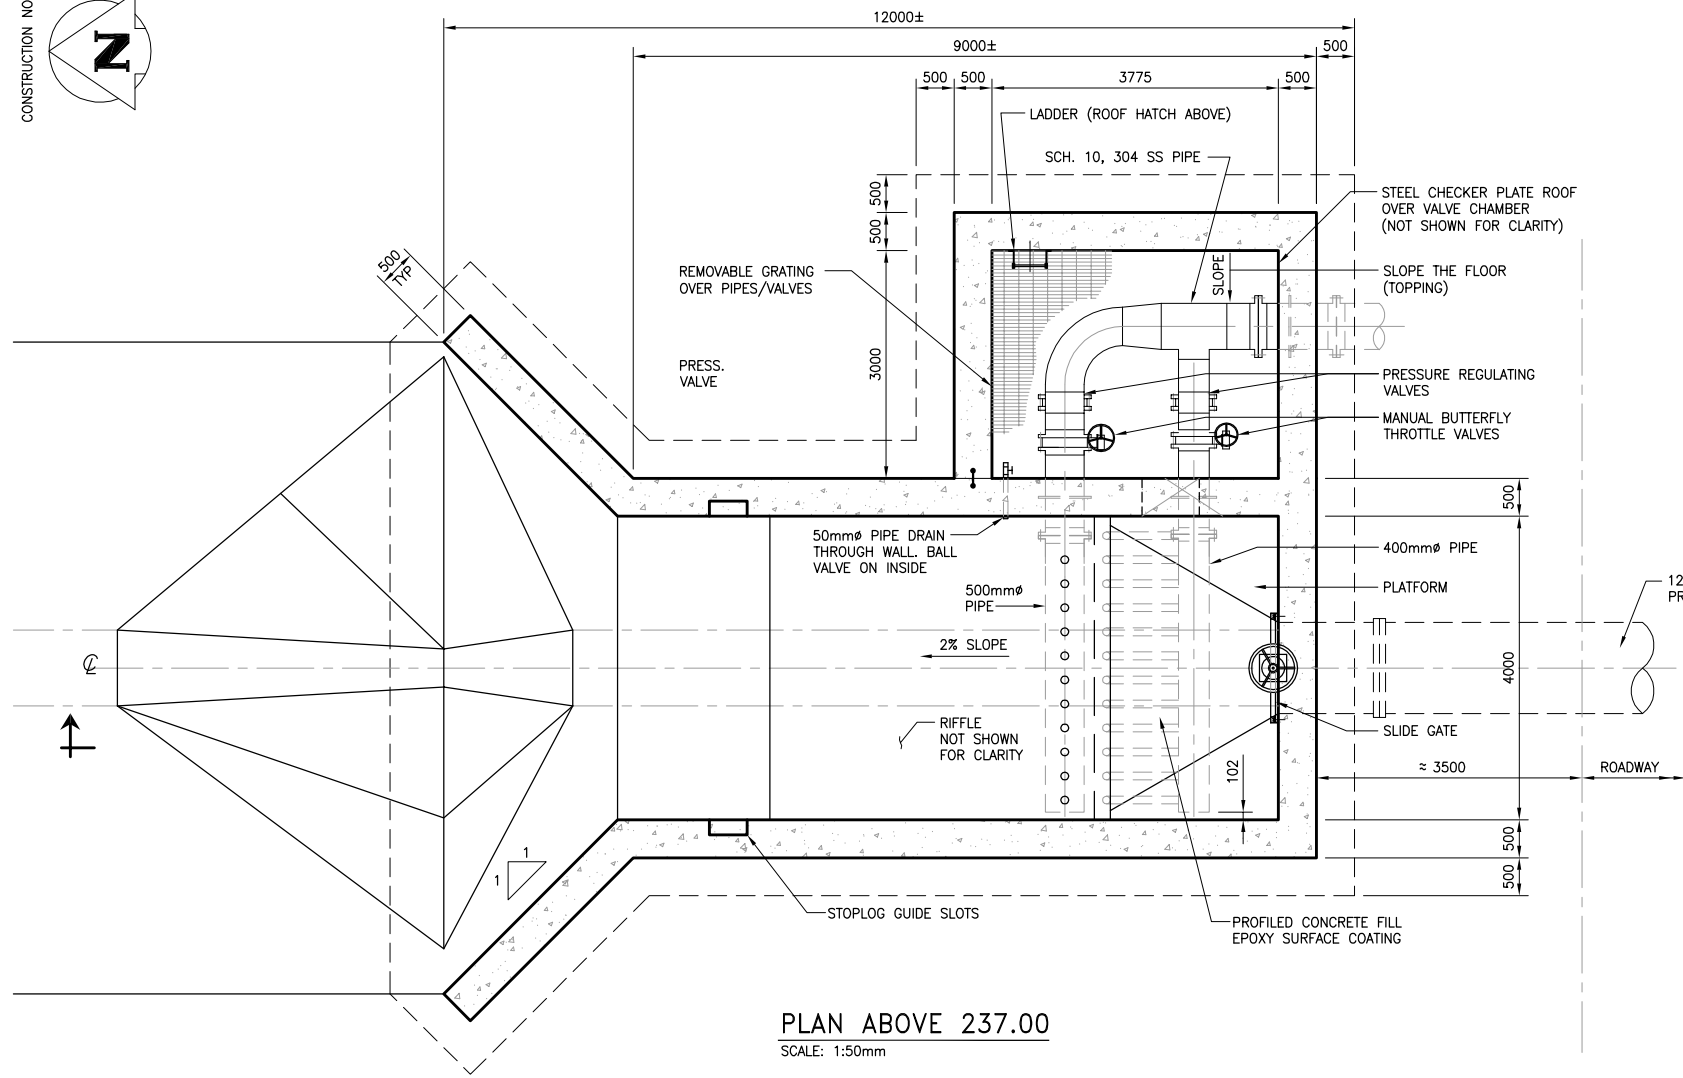 CONSTRUCTION NO
N
12000±
9000±
500
500
500
3775
500
LADDER (ROOF HATCH ABOVE)
SCH. 10, 304 SS PIPE
500
500
STEEL CHECKER PLATE ROOF
OVER VALVE CHAMBER
(NOT SHOWN FOR CLARITY)
500
TYP
REMOVABLE GRATING
OVER PIPES/VALVES
SLOPE
SLOPE THE FLOOR
(TOPPING)
3000
PRESS.
VALVE
PRESSURE REGULATING
VALVES
MANUAL BUTTERFLY
THROTTLE VALVES
500
50mmø PIPE DRAIN
THROUGH WALL. BALL
VALVE ON INSIDE
400mmø PIPE
500mmø
PIPE
PLATFORM
12
PR
2% SLOPE
℄
4000
RIFFLE
NOT SHOWN
FOR CLARITY
SLIDE GATE
102
≈ 3500
ROADWAY
1
1
500
500
STOPLOG GUIDE SLOTS
PROFILED CONCRETE FILL
EPOXY SURFACE COATING
PLAN ABOVE 237.00
SCALE: 1:50mm